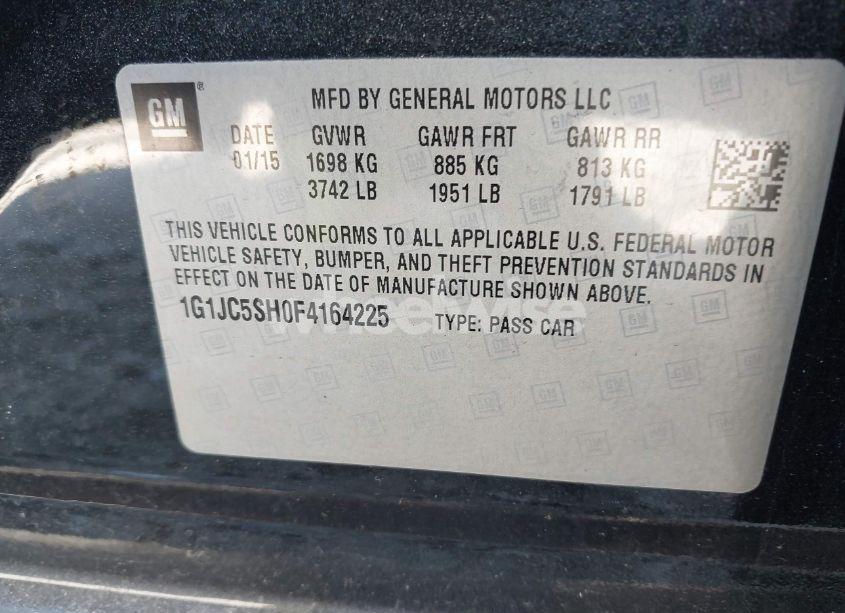 GM ®
MFD BY GENERAL MOTORS LLC
DATE GVWR GAWR FRT GAWR RR
01/15 1698 KG 885 KG 813 KG
3742 LB 1951 LB 1791 LB
THIS VEHICLE CONFORMS TO ALL APPLICABLE U.S. FEDERAL MOTOR
VEHICLE SAFETY, BUMPER, AND THEFT PREVENTION STANDARDS IN
EFFECT ON THE DATE OF MANUFACTURE SHOWN ABOVE.
1G1JC5SH0F4164225 TYPE: PASS CAR